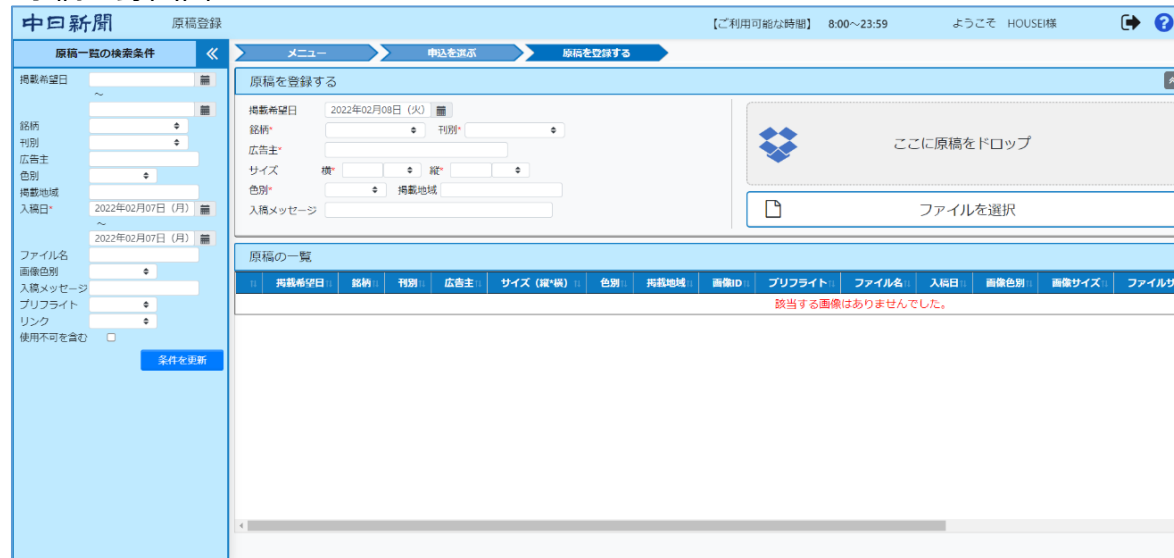 中日新聞 原稿登録 【ご利用可能な時間】 8:00～23:59 ようこそ HOUSEI様
原稿一覧の検索条件
掲載希望日
～
銘柄
刊別
広告主
色別
掲載地域
入稿日* 2022年02月07日（月）
～
2022年02月07日（月）
ファイル名
画像色別
入稿メッセージ
プリフライト
リンク
使用不可を含む
条件を更新
メニュー 申込を選ぶ 原稿を登録する
原稿を登録する
掲載希望日 2022年02月08日（火）
銘柄* 刊別*
広告主*
サイズ 横* 縦*
色別* 掲載地域
入稿メッセージ
ここに原稿をドロップ
ファイルを選択
原稿の一覧
掲載希望日 銘柄 刊別 広告主 サイズ（縦*横） 色別 掲載地域 画像ID プリフライト ファイル名 入稿日 画像色別 画像サイズ ファイルサ
該当する画像はありませんでした。